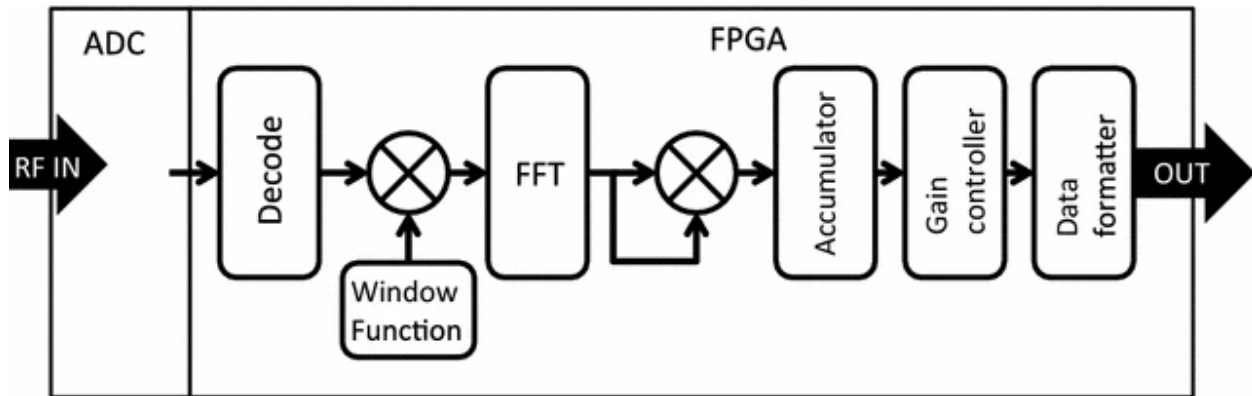 ADC
FPGA
RF IN
Decode
Window
Function
FFT
Accumulator
Gain
controller
Data
formatter
OUT